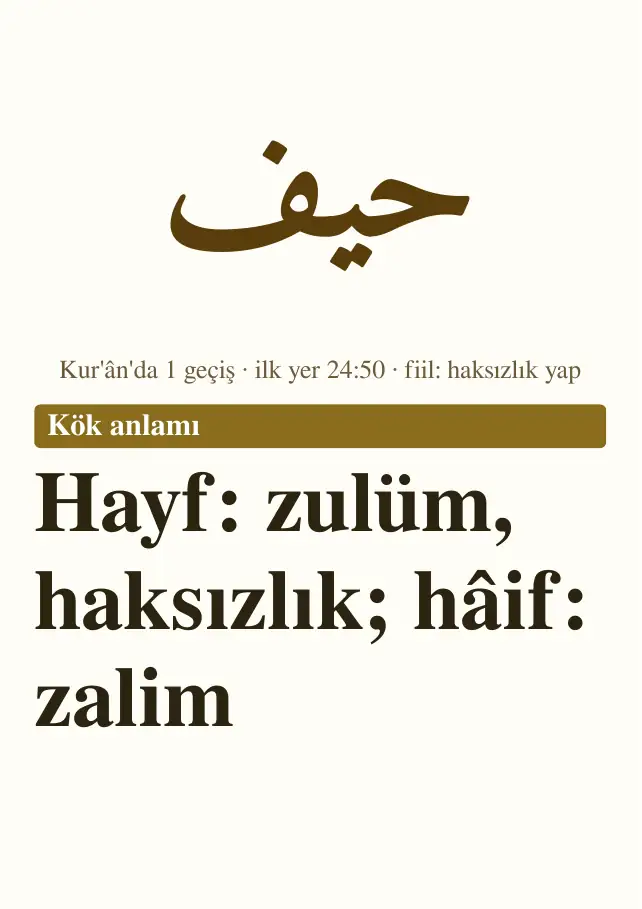 حيف
Kur'ân'da 1 geçiş · ilk yer 24:50 · fiil: haksızlık yap
Kök anlamı
Hayf: zulüm,
haksızlık; hâif:
zalim